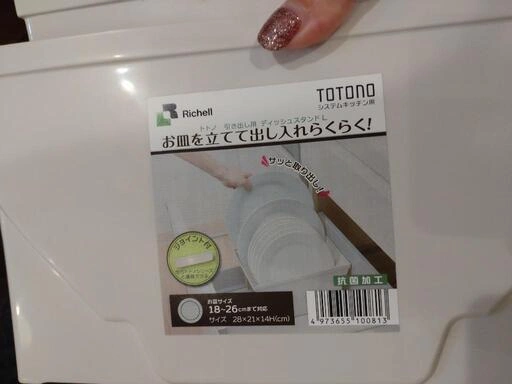 Richell
TOTONO
システムキッチン用
トトノ 引き出し用 ディッシュスタンド L
お皿を立てて出し入れらくらく!
サッと取り出し!
ジョイント付
抗菌加工
お皿サイズ
18~26cmまで対応
サイズ 28×21×14H(cm)
4 973655 100813